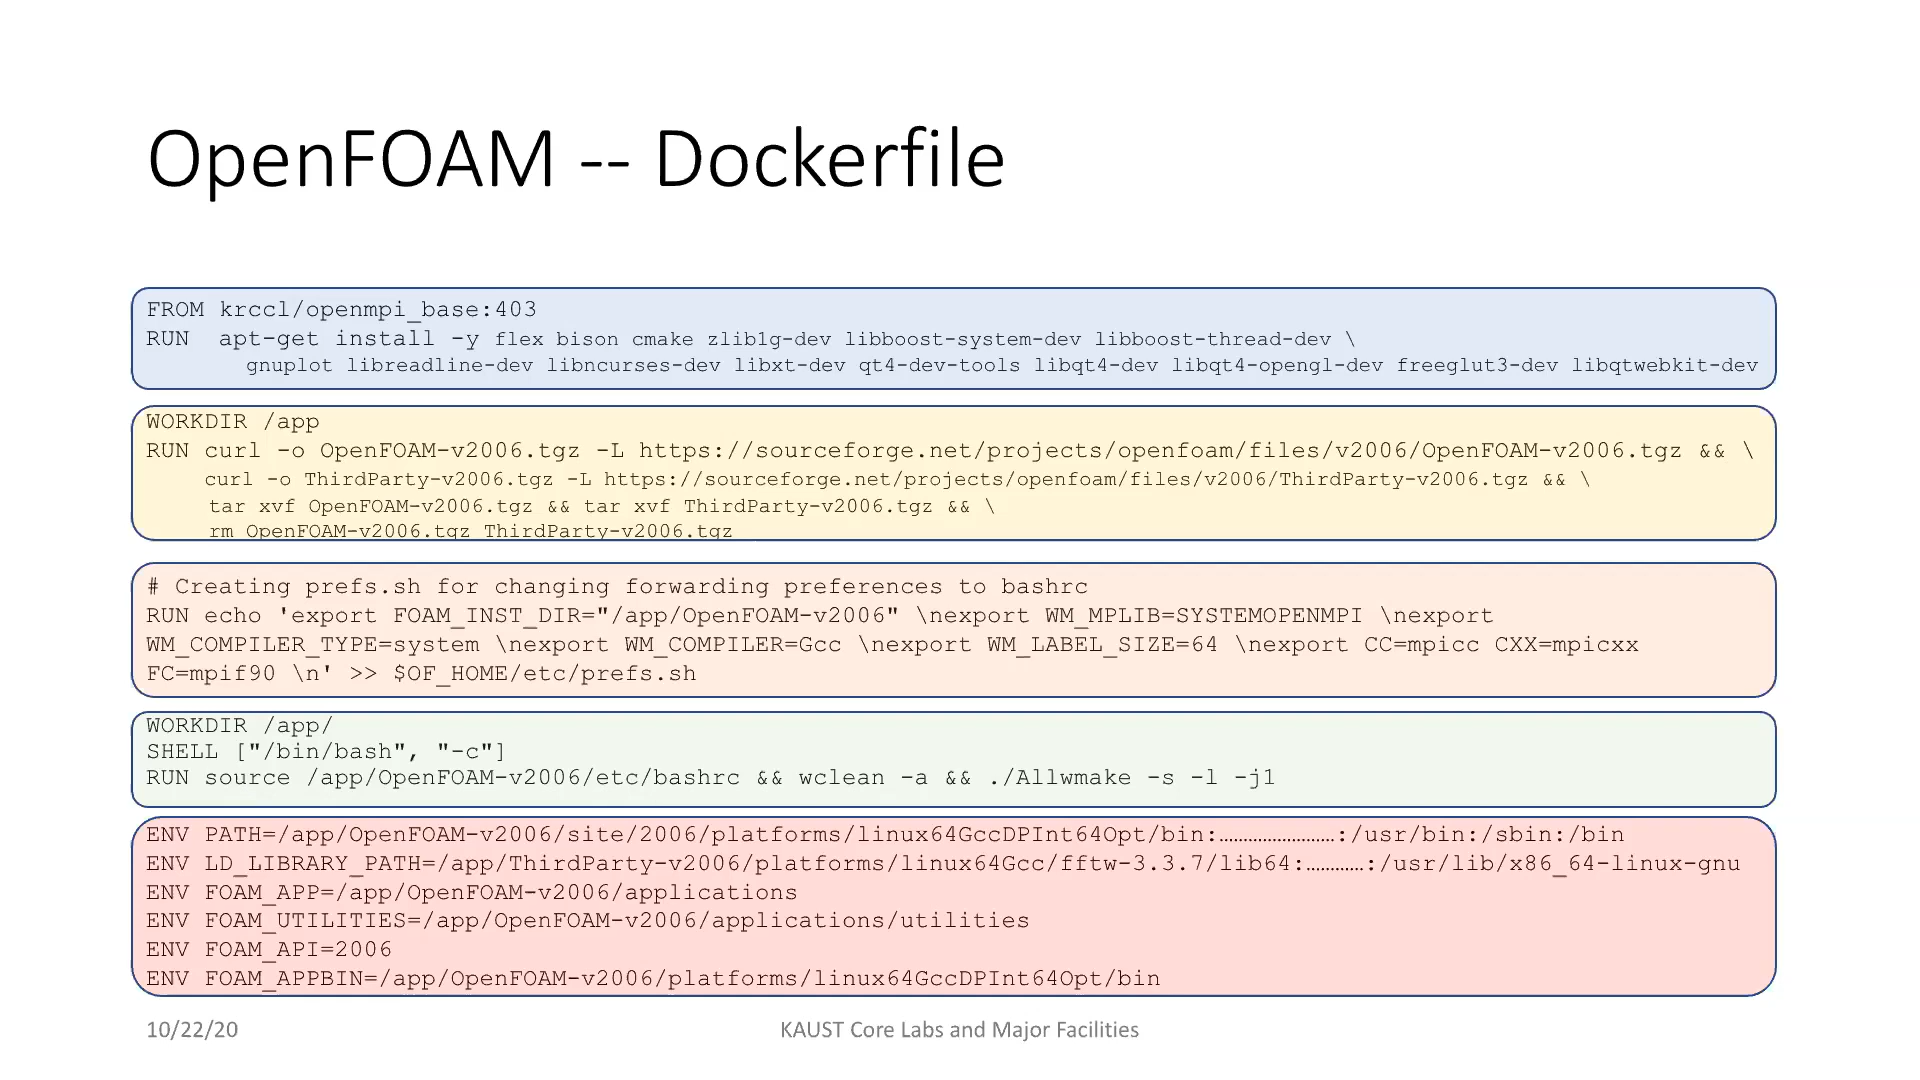 OpenFOAM -- Dockerfile
FROM krccl/openmpi_base:403
RUN  apt-get install -y flex bison cmake zlib1g-dev libboost-system-dev libboost-thread-dev \
gnuplot libreadline-dev libncurses-dev libxt-dev qt4-dev-tools libqt4-dev libqt4-opengl-dev freeglut3-dev libqtwebkit-dev
WORKDIR /app
RUN curl -o OpenFOAM-v2006.tgz -L https://sourceforge.net/projects/openfoam/files/v2006/OpenFOAM-v2006.tgz && \
curl -o ThirdParty-v2006.tgz -L https://sourceforge.net/projects/openfoam/files/v2006/ThirdParty-v2006.tgz && \
tar xvf OpenFOAM-v2006.tgz && tar xvf ThirdParty-v2006.tgz && \
rm OpenFOAM-v2006.tgz ThirdParty-v2006.tgz
# Creating prefs.sh for changing forwarding preferences to bashrc
RUN echo 'export FOAM_INST_DIR="/app/OpenFOAM-v2006" \nexport WM_MPLIB=SYSTEMOPENMPI \nexport
WM_COMPILER_TYPE=system \nexport WM_COMPILER=Gcc \nexport WM_LABEL_SIZE=64 \nexport CC=mpicc CXX=mpicxx
FC=mpif90 \n' >> $OF_HOME/etc/prefs.sh
WORKDIR /app/
SHELL ["/bin/bash", "-c"]
RUN source /app/OpenFOAM-v2006/etc/bashrc && wclean -a && ./Allwmake -s -l -j1
ENV PATH=/app/OpenFOAM-v2006/site/2006/platforms/linux64GccDPInt64Opt/bin:……………………:/usr/bin:/sbin:/bin
ENV LD_LIBRARY_PATH=/app/ThirdParty-v2006/platforms/linux64Gcc/fftw-3.3.7/lib64:…………:/usr/lib/x86_64-linux-gnu
ENV FOAM_APP=/app/OpenFOAM-v2006/applications
ENV FOAM_UTILITIES=/app/OpenFOAM-v2006/applications/utilities
ENV FOAM_API=2006
ENV FOAM_APPBIN=/app/OpenFOAM-v2006/platforms/linux64GccDPInt64Opt/bin
10/22/20
KAUST Core Labs and Major Facilities